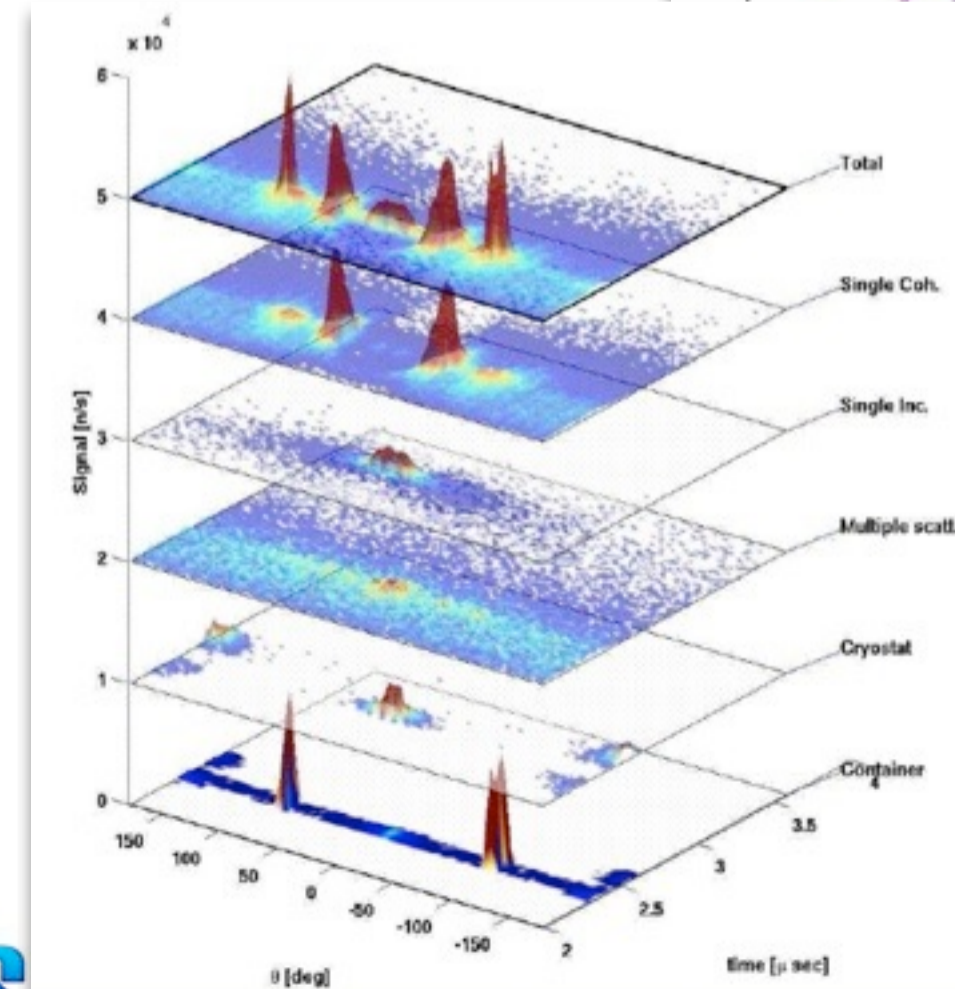 x 10
4
6
5
4
3
2
1
0
Signal [n/s]
Total
Single Coh.
Single Inc.
Multiple scatt.
Cryostat
Container
150
100
50
0
-50
-100
-150
θ [deg]
2
2.5
3
3.5
4
time [μ sec]